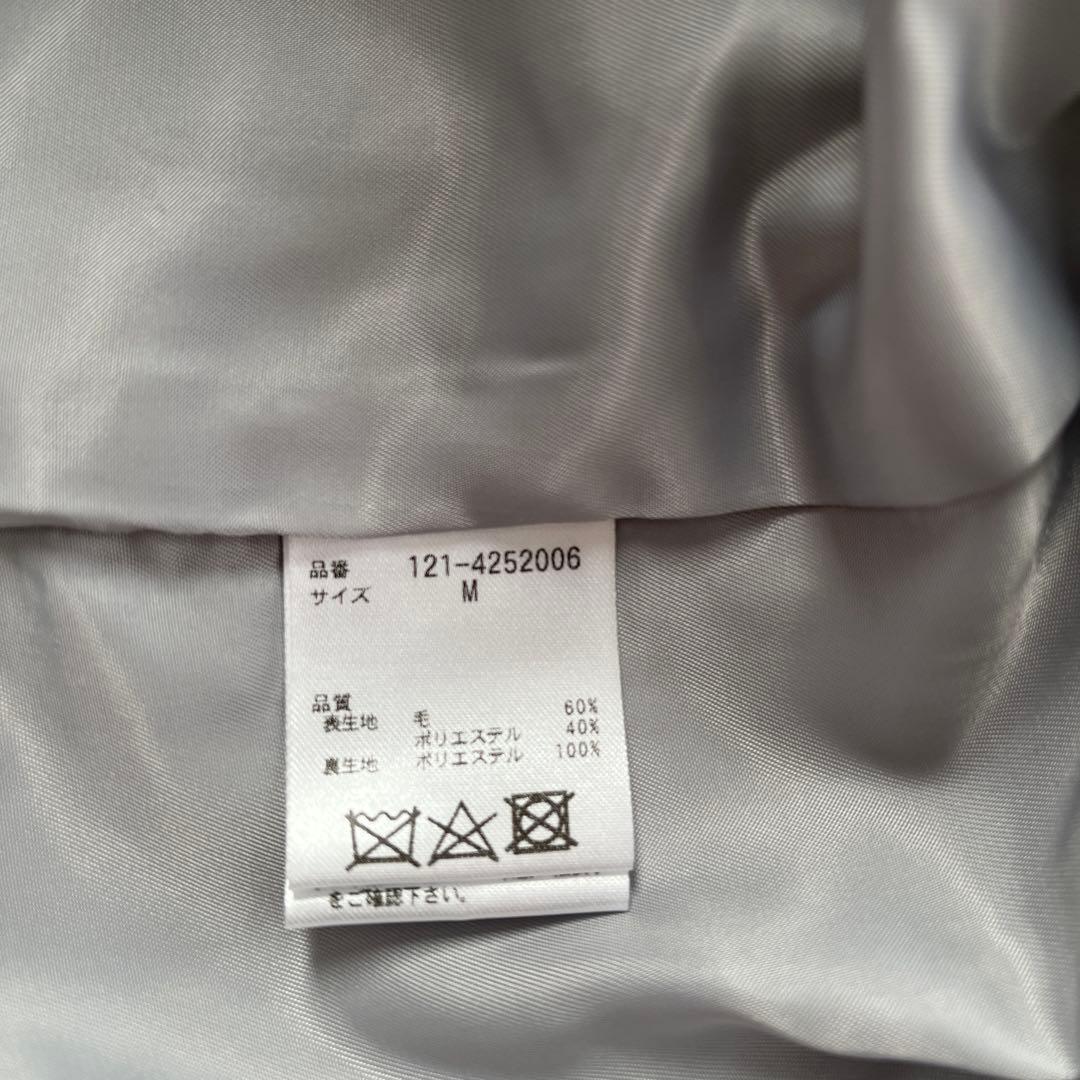 品番 121-4252006
サイズ M
品質
表生地 毛 60%
ポリエステル 40%
裏生地 ポリエステル 100%
をご確認下さい。